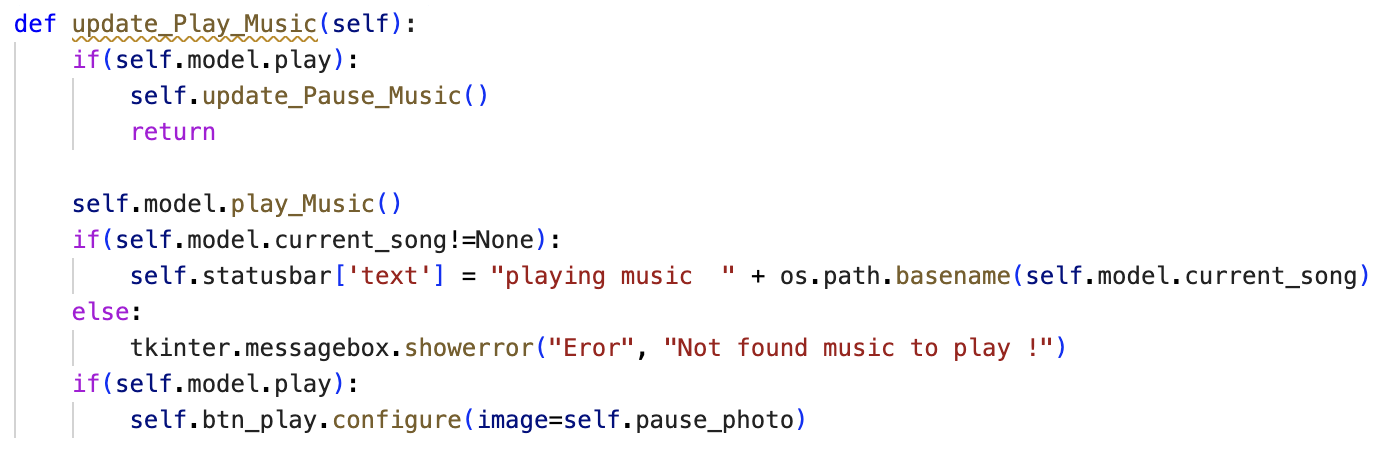 def update_Play_Music(self):
    if(self.model.play):
        self.update_Pause_Music()
        return

    self.model.play_Music()
    if(self.model.current_song!=None):
        self.statusbar['text'] = "playing music  " + os.path.basename(self.model.current_song)
    else:
        tkinter.messagebox.showerror("Eror", "Not found music to play !")
    if(self.model.play):
        self.btn_play.configure(image=self.pause_photo)